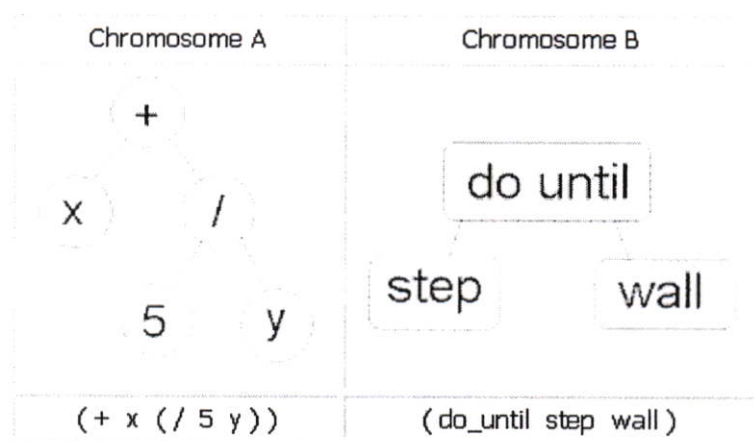 Chromosome A
Chromosome B
+
x
/
5
y
do until
step
wall
(+ x (/ 5 y))
(do_until step wall)